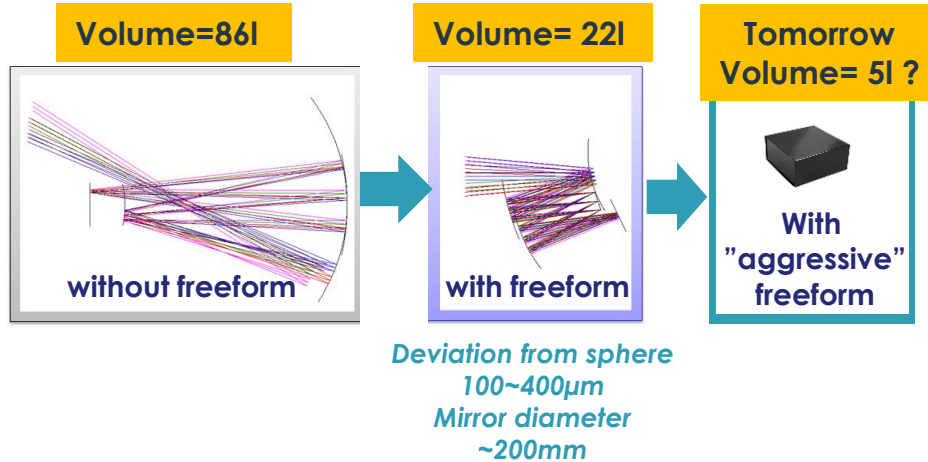 Volume=86l
Volume= 22l
Tomorrow
Volume= 5l ?
without freeform
with freeform
With
”aggressive”
freeform
Deviation from sphere
100~400µm
Mirror diameter
~200mm